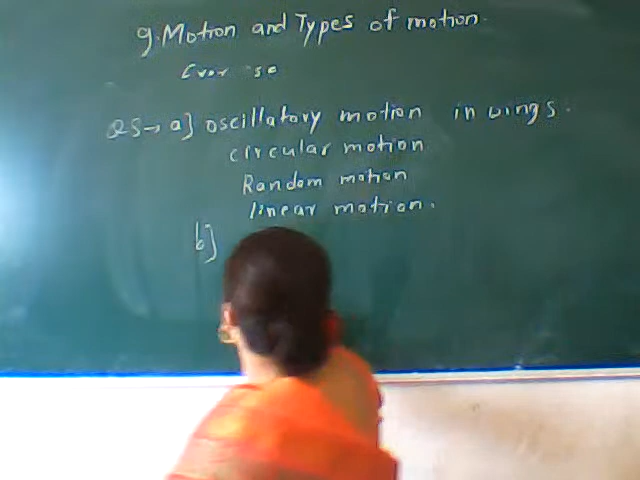 9. Motion and Types of motion.
Q5 → a] oscillatory motion in wings.
circular motion
Random motion
linear motion.
b]